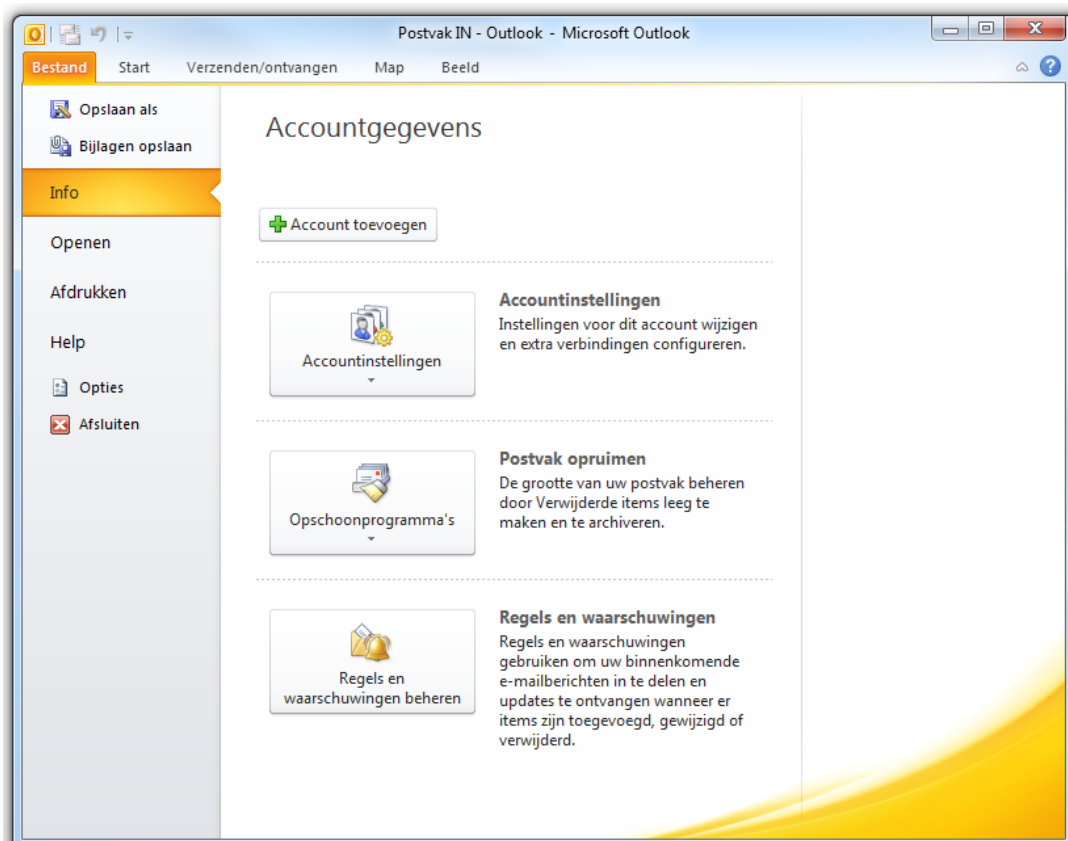 Postvak IN - Outlook - Microsoft Outlook
Bestand Start Verzenden/ontvangen Map Beeld
Opslaan als
Bijlagen opslaan
Info
Openen
Afdrukken
Help
Opties
Afsluiten
Accountgegevens
Account toevoegen
Accountinstellingen
Accountinstellingen
Instellingen voor dit account wijzigen
en extra verbindingen configureren.
Opschoonprogramma's
Postvak opruimen
De grootte van uw postvak beheren
door Verwijderde items leeg te
maken en te archiveren.
Regels en
waarschuwingen beheren
Regels en waarschuwingen
Regels en waarschuwingen
gebruiken om uw binnenkomende
e-mailberichten in te delen en
updates te ontvangen wanneer er
items zijn toegevoegd, gewijzigd of
verwijderd.